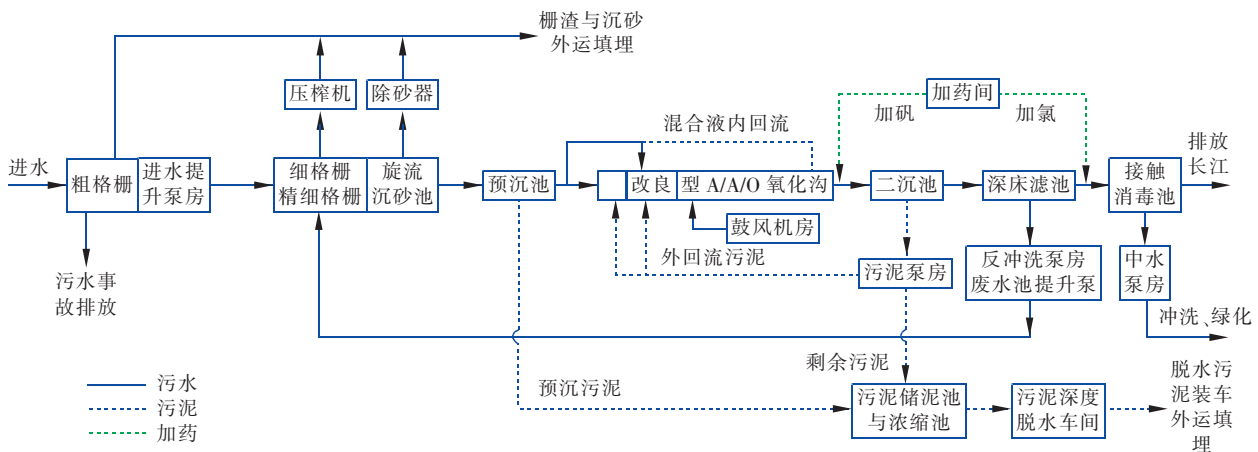 栅渣与沉砂
外运填埋
压榨机
除砂器
加药间
加矾
加氯
混合液内回流
排放
长江
进水
粗格栅
进水提
升泵房
细格栅
精细格栅
旋流
沉砂池
预沉池
改良
型 A/A/O 氧化沟
二沉池
深床滤池
接触
消毒池
鼓风机房
外回流污泥
污泥泵房
反冲洗泵房
废水池提升泵
中水
泵房
污水事
故排放
冲洗、绿化
剩余污泥
预沉污泥
污泥储泥池
与浓缩池
污泥深度
脱水车间
脱水污
泥装车
外运填
埋
污水
污泥
加药